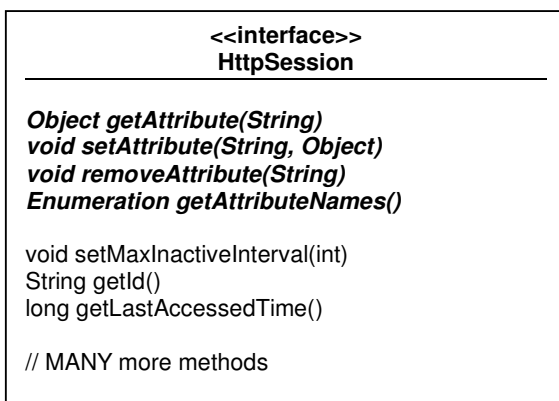 <<interface>>
HttpSession
Object getAttribute(String)
void setAttribute(String, Object)
void removeAttribute(String)
Enumeration getAttributeNames()
void setMaxInactiveInterval(int)
String getId()
long getLastAccessedTime()
// MANY more methods